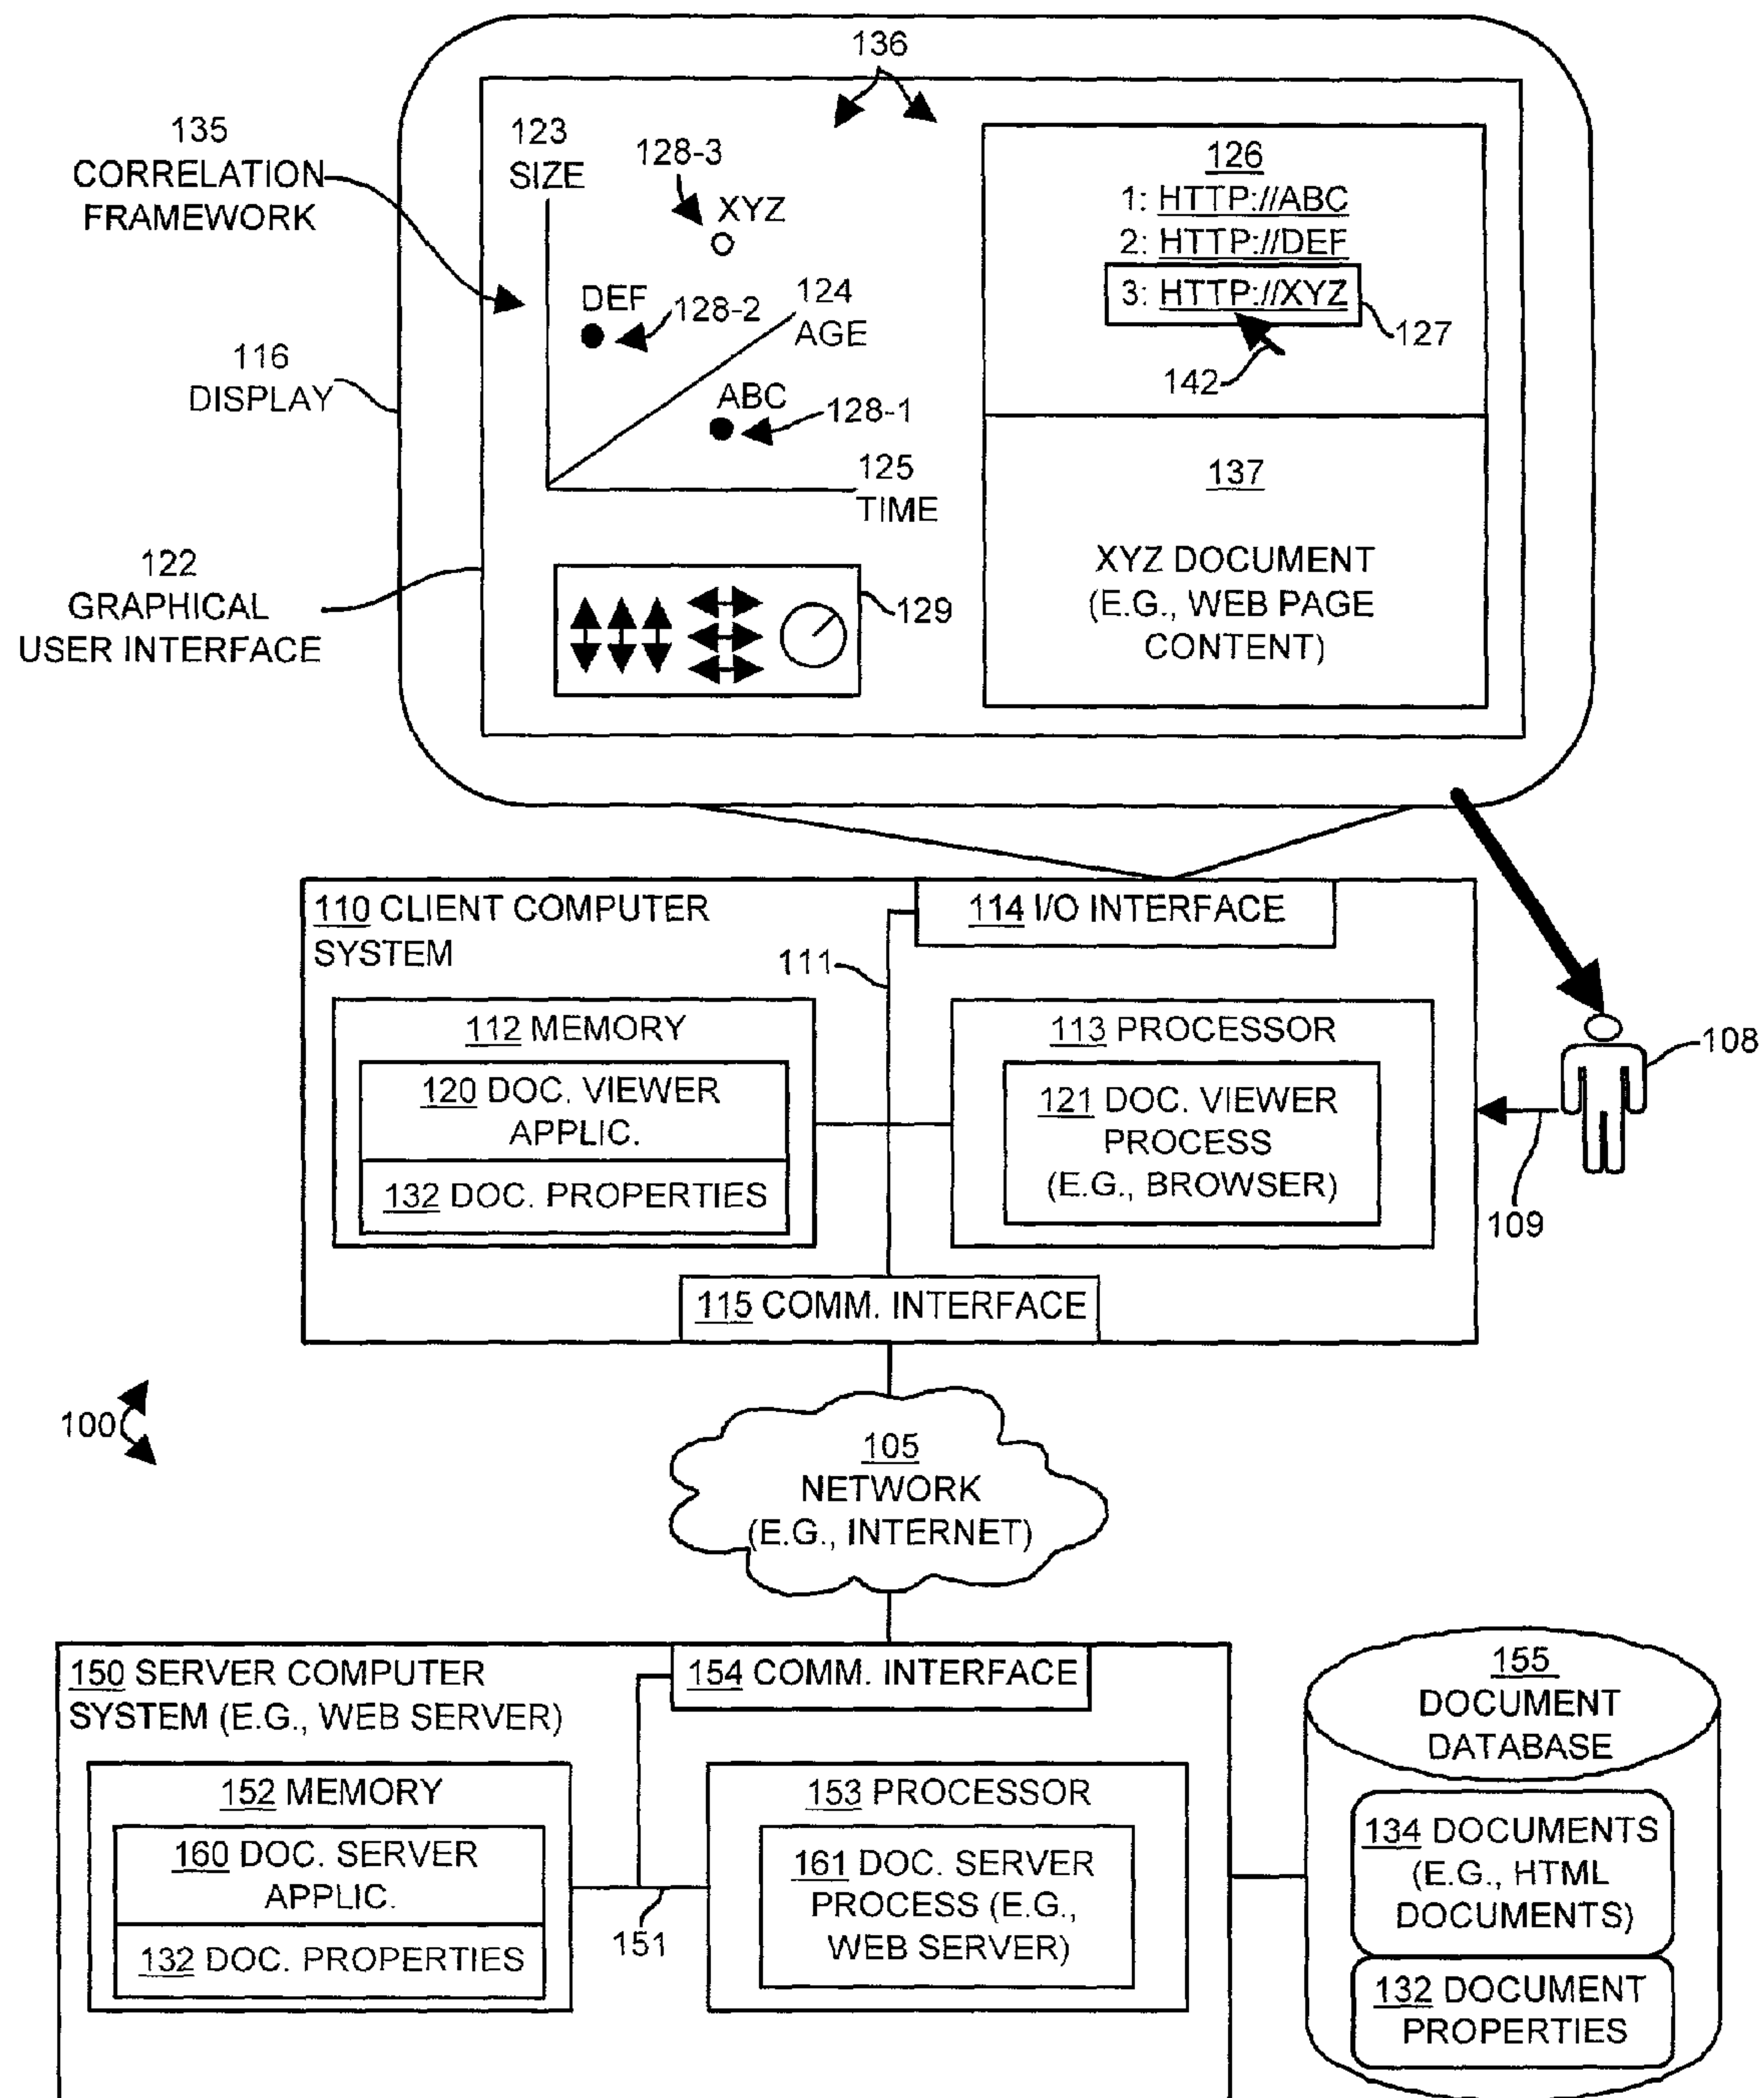 136
135
CORRELATION
FRAMEWORK
123
SIZE
128-3
XYZ
DEF
128-2
124
AGE
ABC
128-1
125
TIME
126
1: HTTP://ABC
2: HTTP://DEF
3: HTTP://XYZ
127
142
116
DISPLAY
137
XYZ DOCUMENT
(E.G., WEB PAGE
CONTENT)
122
GRAPHICAL
USER INTERFACE
129
110 CLIENT COMPUTER
SYSTEM
114 I/O INTERFACE
111
112 MEMORY
120 DOC. VIEWER
APPLIC.
132 DOC. PROPERTIES
113 PROCESSOR
121 DOC. VIEWER
PROCESS
(E.G., BROWSER)
108
109
115 COMM. INTERFACE
100
105
NETWORK
(E.G., INTERNET)
150 SERVER COMPUTER
SYSTEM (E.G., WEB SERVER)
154 COMM. INTERFACE
152 MEMORY
160 DOC. SERVER
APPLIC.
132 DOC. PROPERTIES
151
153 PROCESSOR
161 DOC. SERVER
PROCESS (E.G.,
WEB SERVER)
155
DOCUMENT
DATABASE
134 DOCUMENTS
(E.G., HTML
DOCUMENTS)
132 DOCUMENT
PROPERTIES